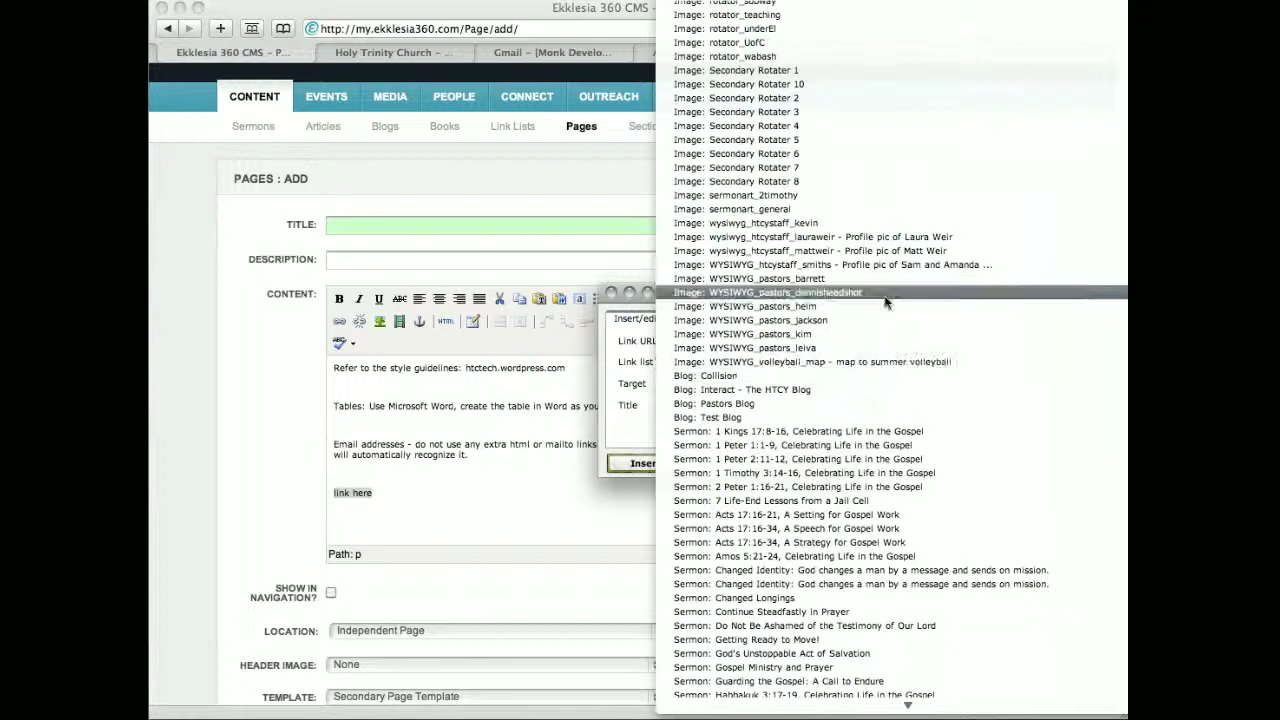 Ekklesia 360 CMS -
http://my.ekklesia360.com/Page/add/
Ekklesia 360 CMS – P...
Holy Trinity Church – ...
Gmail – [Monk Develo...
CONTENT
EVENTS
MEDIA
PEOPLE
CONNECT
OUTREACH
Sermons
Articles
Blogs
Books
Link Lists
Pages
Secti
PAGES : ADD
TITLE:
DESCRIPTION:
CONTENT:
B I U ABC
HTML
ABC
Refer to the style guidelines: htctech.wordpress.com
Tables: Use Microsoft Word, create the table in Word as you
Email addresses - do not use any extra html or mailto links
will automatically recognize it.
link here
Path: p
SHOW IN
NAVIGATION?
LOCATION:
Independent Page
HEADER IMAGE:
None
TEMPLATE:
Secondary Page Template
Insert/edi
Link URL
Link list
Target
Title
Inser
Image: rotator_subway
Image: rotator_teaching
Image: rotator_underEl
Image: rotator_UofC
Image: rotator_wabash
Image: Secondary Rotater 1
Image: Secondary Rotater 10
Image: Secondary Rotater 2
Image: Secondary Rotater 3
Image: Secondary Rotater 4
Image: Secondary Rotater 5
Image: Secondary Rotater 6
Image: Secondary Rotater 7
Image: Secondary Rotater 8
Image: sermonart_2timothy
Image: sermonart_general
Image: wysiwyg_htcystaff_kevin
Image: wysiwyg_htcystaff_lauraweir - Profile pic of Laura Weir
Image: wysiwyg_htcystaff_mattweir - Profile pic of Matt Weir
Image: WYSIWYG_htcystaff_smiths - Profile pic of Sam and Amanda ...
Image: WYSIWYG_pastors_barrett
Image: WYSIWYG_pastors_dennisheadshot
Image: WYSIWYG_pastors_heim
Image: WYSIWYG_pastors_jackson
Image: WYSIWYG_pastors_kim
Image: WYSIWYG_pastors_leiva
Image: WYSIWYG_volleyball_map - map to summer volleyball
Blog: Collision
Blog: Interact - The HTCY Blog
Blog: Pastors Blog
Blog: Test Blog
Sermon: 1 Kings 17:8-16, Celebrating Life in the Gospel
Sermon: 1 Peter 1:1-9, Celebrating Life in the Gospel
Sermon: 1 Peter 2:11-12, Celebrating Life in the Gospel
Sermon: 1 Timothy 3:14-16, Celebrating Life in the Gospel
Sermon: 2 Peter 1:16-21, Celebrating Life in the Gospel
Sermon: 7 Life-End Lessons from a Jail Cell
Sermon: Acts 17:16-21, A Setting for Gospel Work
Sermon: Acts 17:16-34, A Speech for Gospel Work
Sermon: Acts 17:16-34, A Strategy for Gospel Work
Sermon: Amos 5:21-24, Celebrating Life in the Gospel
Sermon: Changed Identity: God changes a man by a message and sends on mission.
Sermon: Changed Identity: God changes a man by a message and sends on mission.
Sermon: Changed Longings
Sermon: Continue Steadfastly in Prayer
Sermon: Do Not Be Ashamed of the Testimony of Our Lord
Sermon: Getting Ready to Move!
Sermon: God's Unstoppable Act of Salvation
Sermon: Gospel Ministry and Prayer
Sermon: Guarding the Gospel: A Call to Endure
Sermon: Habbakuk 3:17-19, Celebrating Life in the Gospel